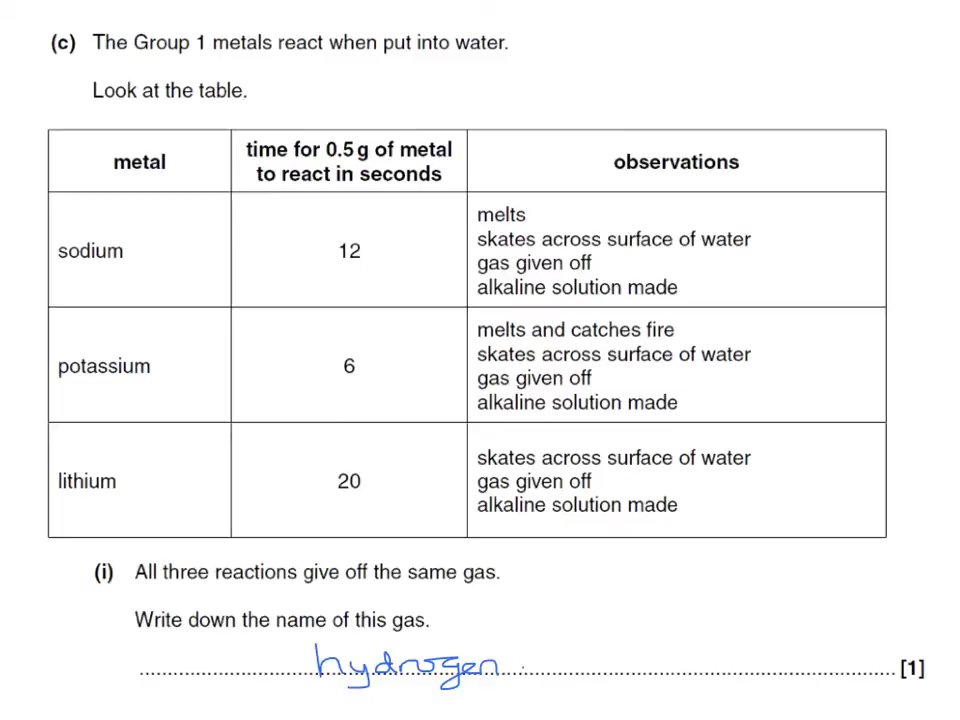 (c) The Group 1 metals react when put into water.
Look at the table.
metal
time for 0.5 g of metal
to react in seconds
observations
sodium
12
melts
skates across surface of water
gas given off
alkaline solution made
potassium
6
melts and catches fire
skates across surface of water
gas given off
alkaline solution made
lithium
20
skates across surface of water
gas given off
alkaline solution made
(i) All three reactions give off the same gas.
Write down the name of this gas.
hydrogen [1]